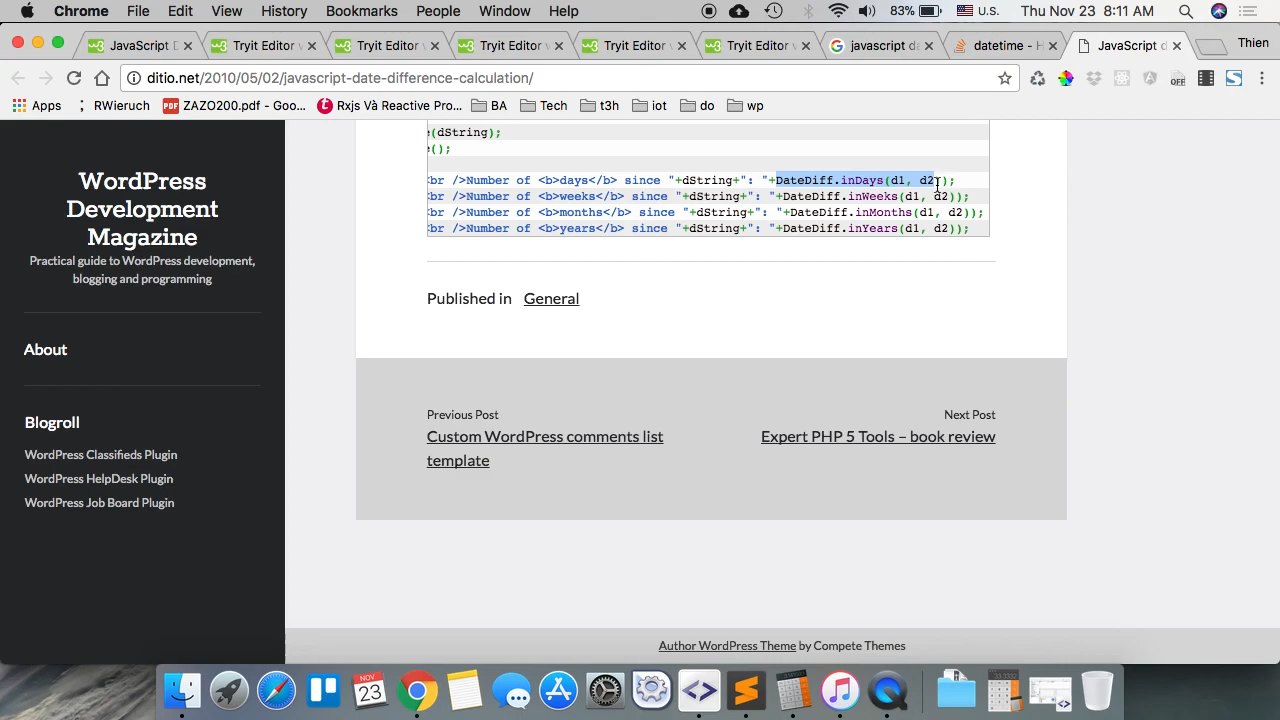 Chrome File Edit View History Bookmarks People Window Help 83% U.S. Thu Nov 23 8:11 AM
JavaScript D Tryit Editor v Tryit Editor v Tryit Editor v Tryit Editor v Tryit Editor v javascript da datetime - H JavaScript d Thien
ditio.net/2010/05/02/javascript-date-difference-calculation/
Apps RWieruch ZAZO200.pdf - Goo... Rxjs Và Reactive Pro... BA Tech t3h iot do wp
WordPress
Development
Magazine
Practical guide to WordPress development,
blogging and programming
About
Blogroll
WordPress Classifieds Plugin
WordPress HelpDesk Plugin
WordPress Job Board Plugin
e(dString);
e();
<br />Number of <b>days</b> since "+dString+": "+DateDiff.inDays(d1, d2));
<br />Number of <b>weeks</b> since "+dString+": "+DateDiff.inWeeks(d1, d2));
<br />Number of <b>months</b> since "+dString+": "+DateDiff.inMonths(d1, d2));
<br />Number of <b>years</b> since "+dString+": "+DateDiff.inYears(d1, d2));
Published in General
Previous Post
Custom WordPress comments list
template
Next Post
Expert PHP 5 Tools – book review
Author WordPress Theme by Compete Themes
NOV
23